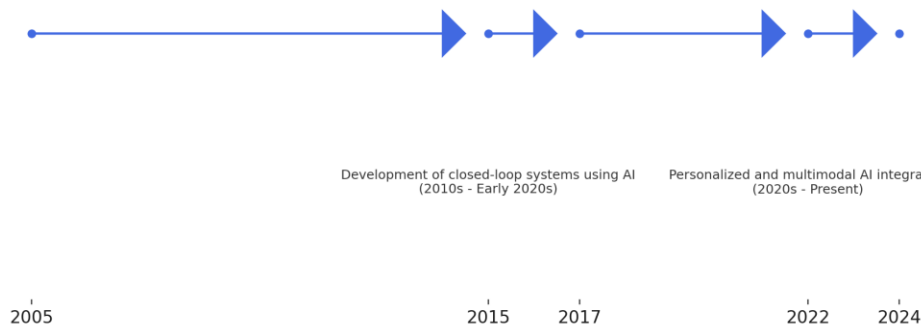 Development of closed-loop systems using AI
(2010s - Early 2020s)
Personalized and multimodal AI integra
(2020s - Present)
2005
2015
2017
2022
2024